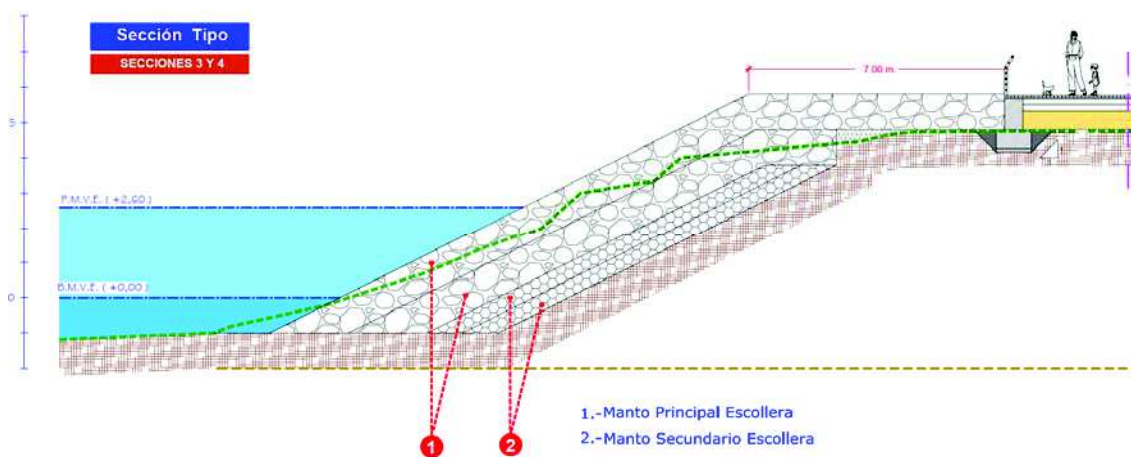 Sección Tipo
SECCIONES 3 Y 4
7.00 m.
5
P.M.V.E. ( +2,60 )
B.M.V.E. ( +0,00 )
0
1
2
1.-Manto Principal Escollera
2.-Manto Secundario Escollera